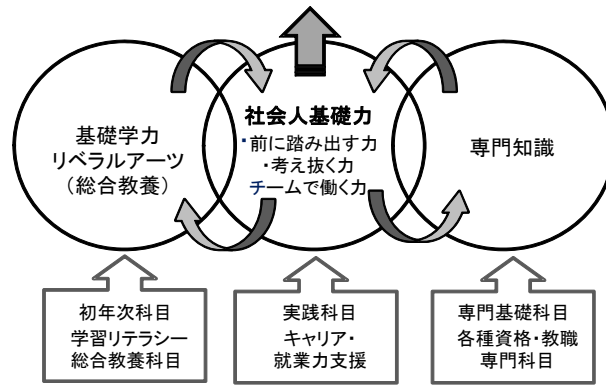 基礎学力
リベラルアーツ
（総合教養）
社会人基礎力
・前に踏み出す力
・考え抜く力
チームで働く力
専門知識
初年次科目
学習リテラシー
総合教養科目
実践科目
キャリア・
就業力支援
専門基礎科目
各種資格・教職
専門科目